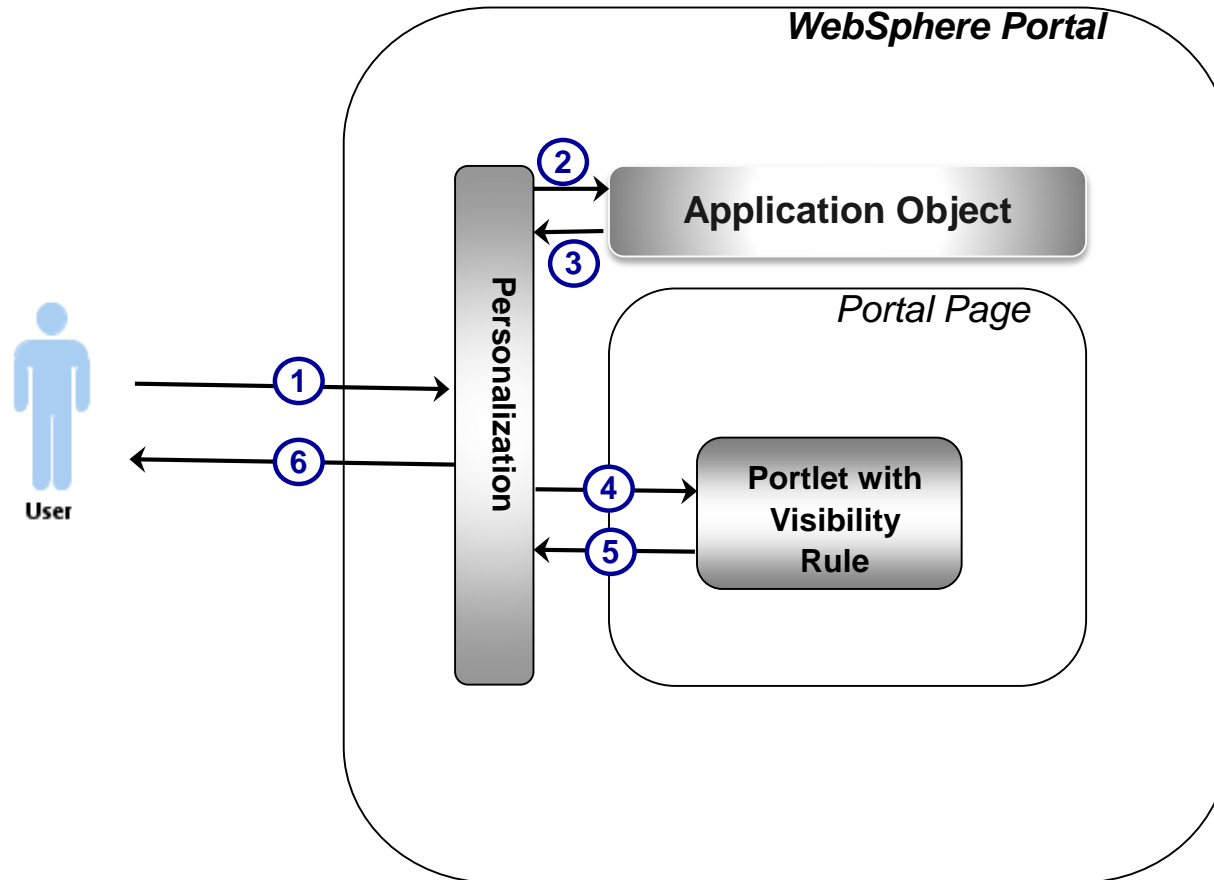 WebSphere Portal
2
Application Object
3
Personalization
Portal Page
1
6
4
Portlet with
Visibility
Rule
5
User